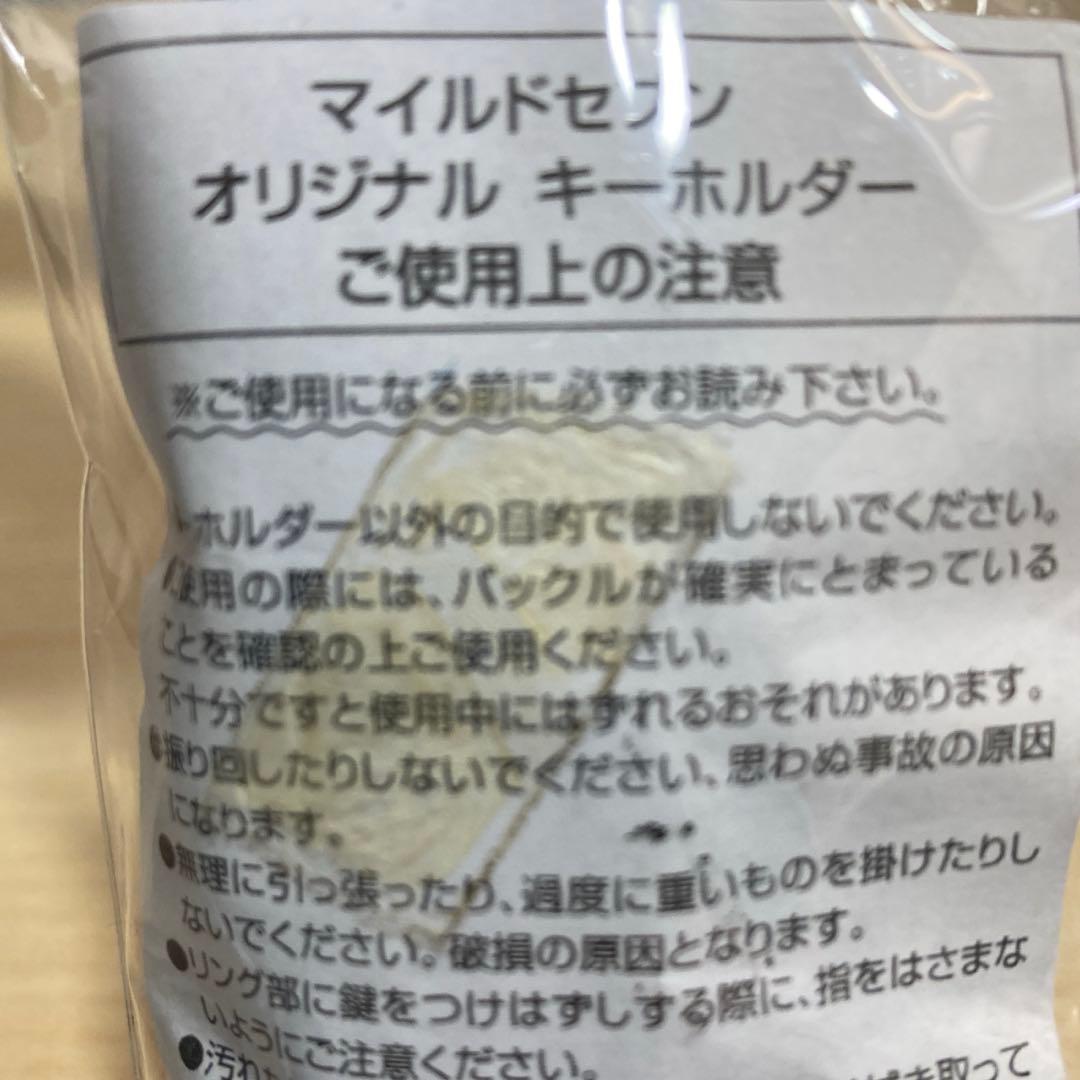 マイルドセブン
オリジナル キーホルダー
ご使用上の注意
※ご使用になる前に必ずお読み下さい。
ーホルダー以外の目的で使用しないでください。
使用の際には、バックルが確実にとまっている
ことを確認の上ご使用ください。
不十分ですと使用中にはずれるおそれがあります。
●振り回したりしないでください、思わぬ事故の原因
になります。
●無理に引っ張ったり、過度に重いものを掛けたりし
ないでください。破損の原因となります。
●リング部に鍵をつけはずしする際に、指をはさまな
いようにご注意ください。
●汚れ
き取って